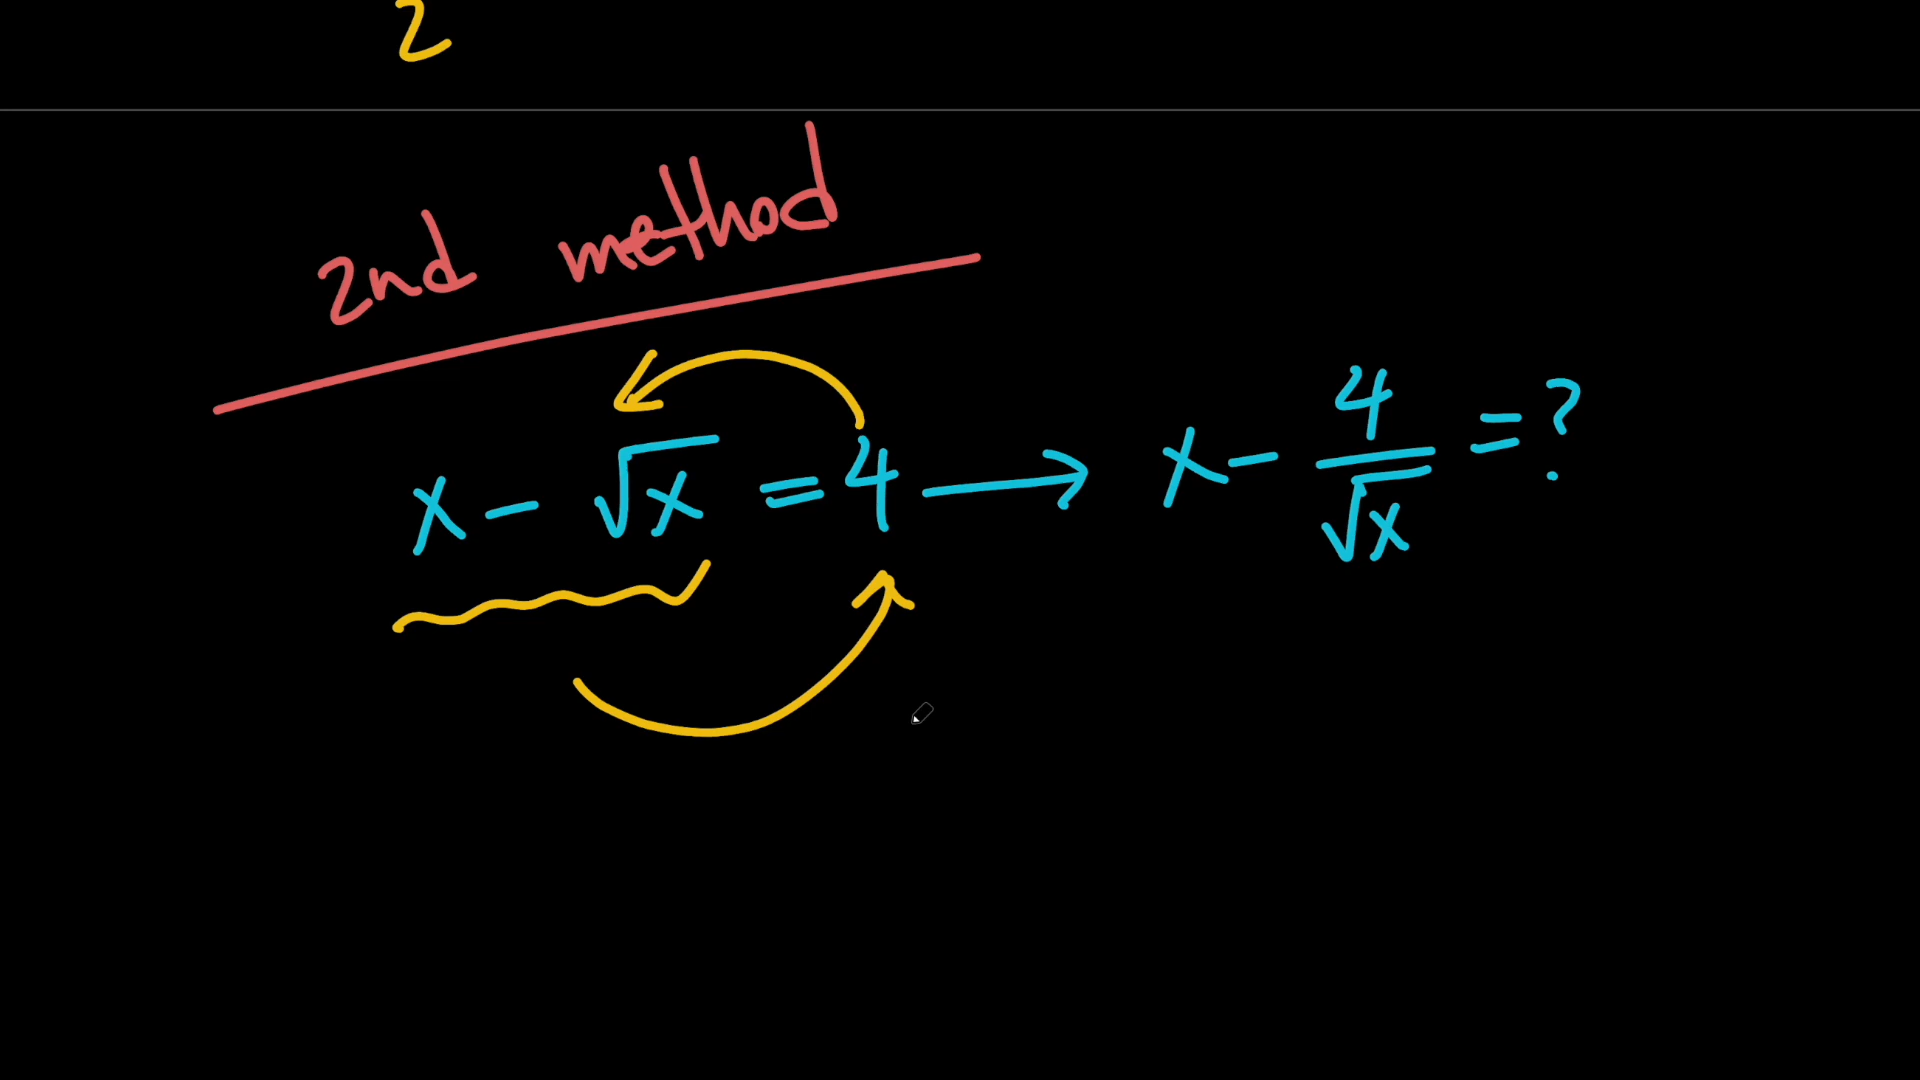 2
2nd method
x - √x = 4 → x - 4/√x = ?